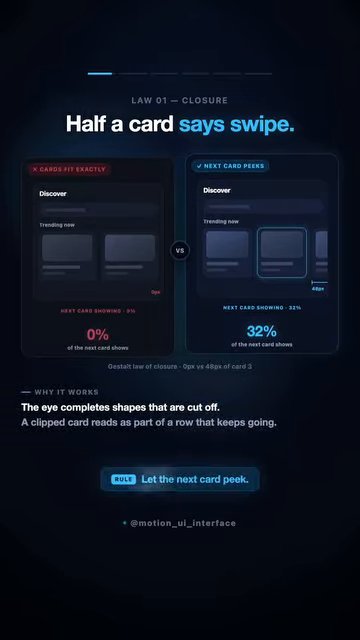 LAW 01 — CLOSURE
Half a card says swipe.
✕ CARDS FIT EXACTLY
Discover
Trending now
0px
NEXT CARD SHOWING · 0%
0%
of the next card shows
VS
✓ NEXT CARD PEEKS
Discover
Trending now
48px
NEXT CARD SHOWING · 32%
32%
of the next card shows
Gestalt law of closure · 0px vs 48px of card 3
— WHY IT WORKS
The eye completes shapes that are cut off.
A clipped card reads as part of a row that keeps going.
RULE Let the next card peek.
@motion_ui_interface